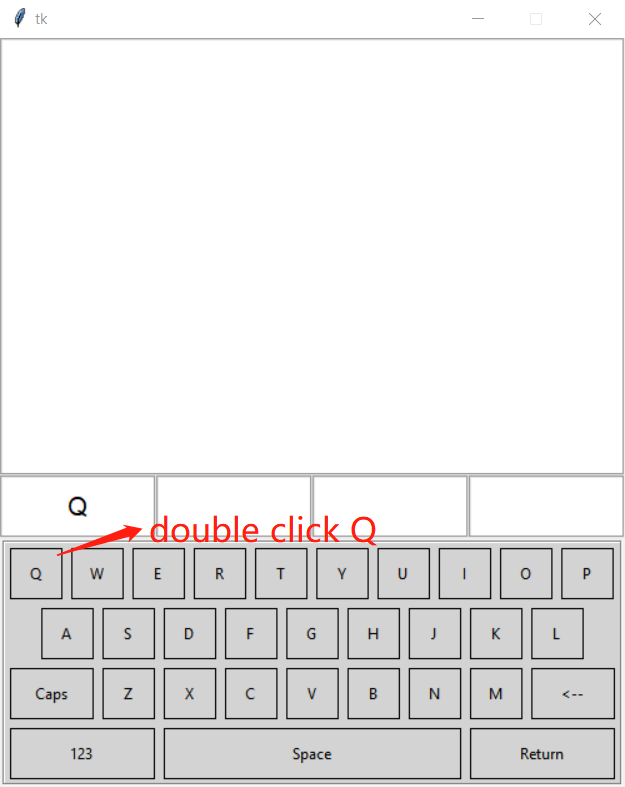 tk
Q
double click Q
Q W E R T Y U I O P
A S D F G H J K L
Caps Z X C V B N M <--
123 Space Return